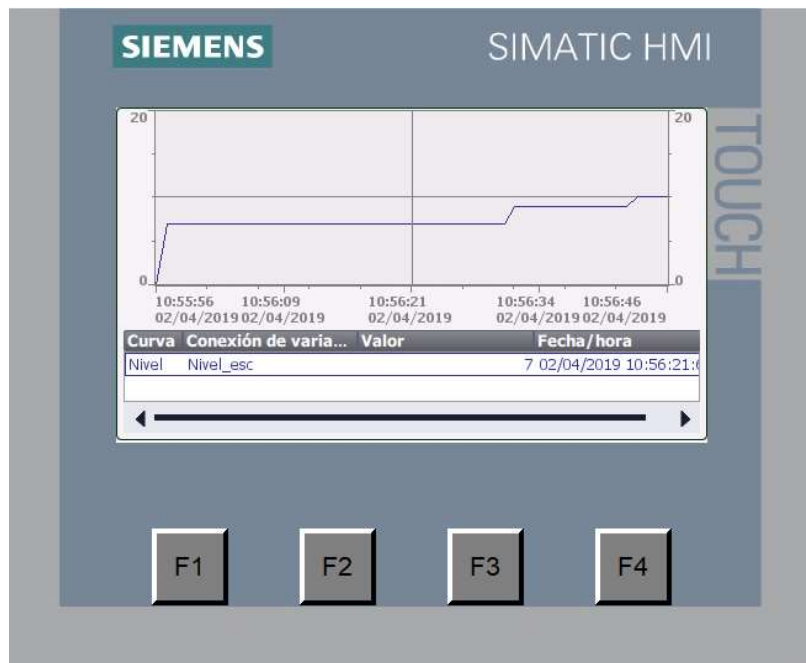 SIEMENS
SIMATIC HMI
TOUCH
20 20
0 0
10:55:56 10:56:09 10:56:21 10:56:34 10:56:46
02/04/2019 02/04/2019 02/04/2019 02/04/2019 02/04/2019
Curva Conexión de varia... Valor Fecha/hora
Nivel Nivel_esc 7 02/04/2019 10:56:21:
F1 F2 F3 F4